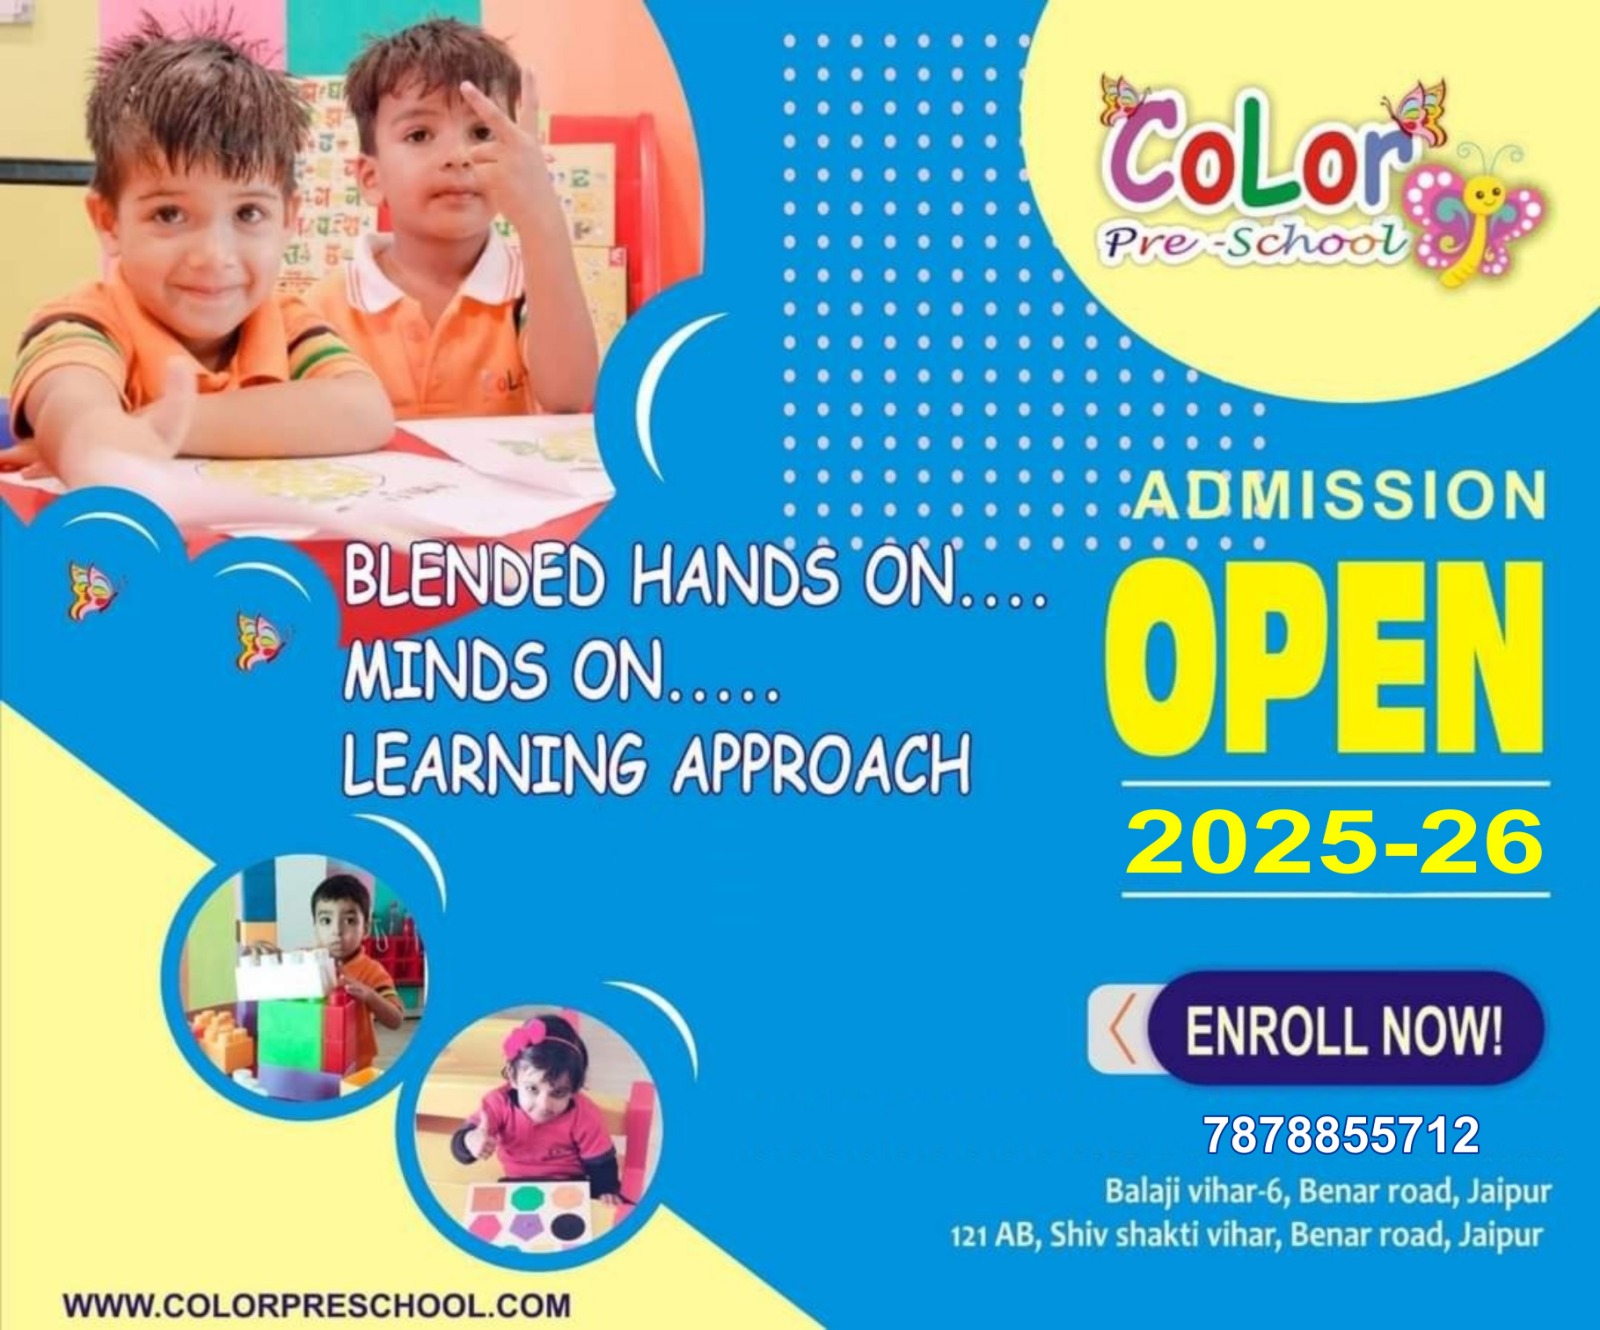 CoLor
Pre-School
ADMISSION
OPEN
2025-26
BLENDED HANDS ON....
MINDS ON.....
LEARNING APPROACH
ENROLL NOW!
7878855712
Balaji vihar-6, Benar road, Jaipur
121 AB, Shiv shakti vihar, Benar road, Jaipur
WWW.COLORPRESCHOOL.COM